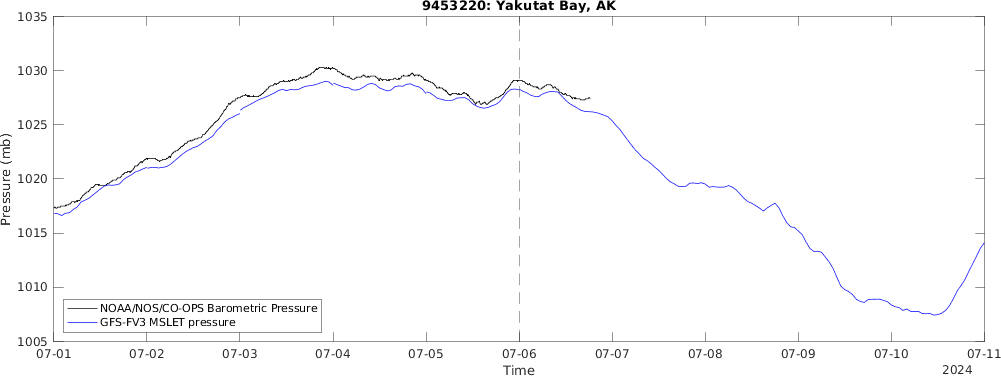 9453220: Yakutat Bay, AK
1035
1030
1025
1020
1015
1010
1005
Pressure (mb)
NOAA/NOS/CO-OPS Barometric Pressure
GFS-FV3 MSLET pressure
07-01 07-02 07-03 07-04 07-05 07-06 07-07 07-08 07-09 07-10 07-11
Time
2024